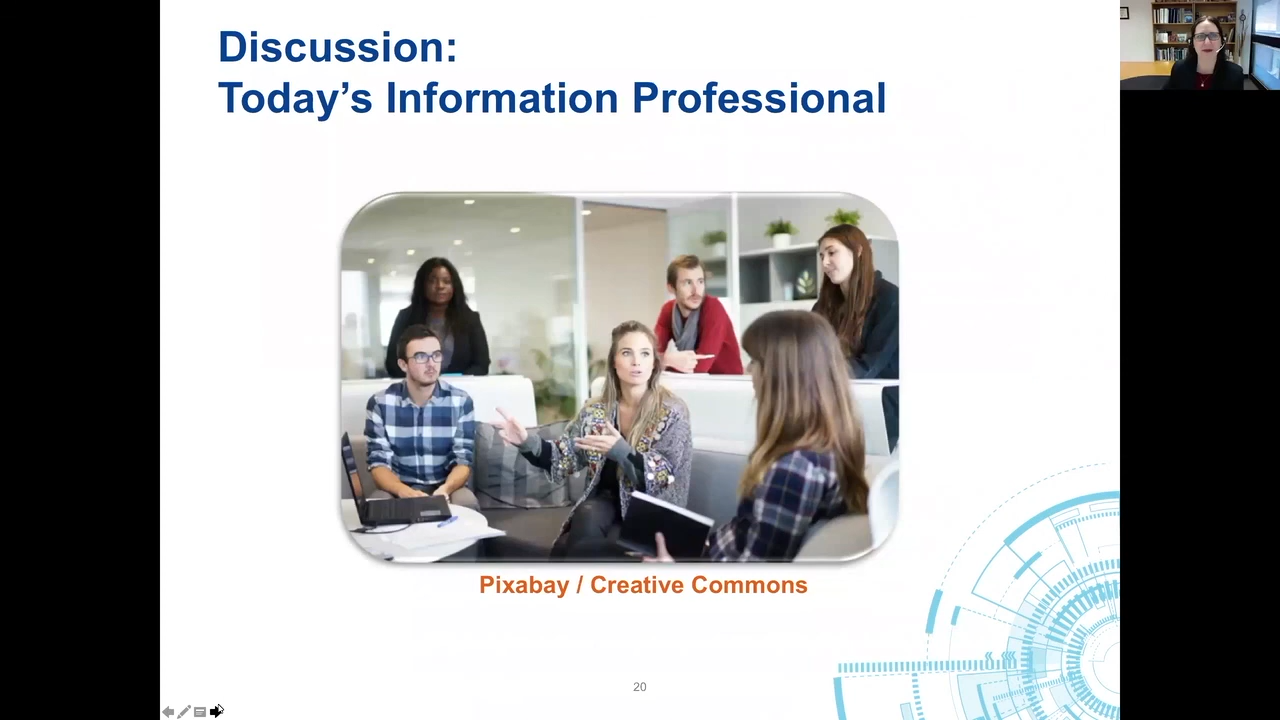 Discussion:
Today’s Information Professional
Pixabay / Creative Commons
20